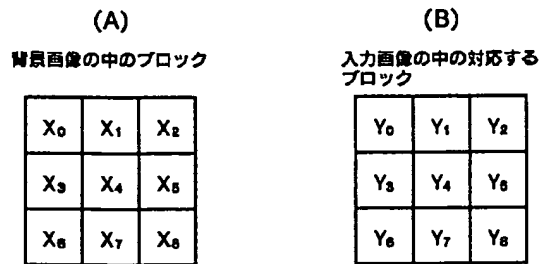 (A)
背景画像の中のブロック
X₀ X₁ X₂
X₃ X₄ X₅
X₆ X₇ X₈
(B)
入力画像の中の対応する
ブロック
Y₀ Y₁ Y₂
Y₃ Y₄ Y₅
Y₆ Y₇ Y₈